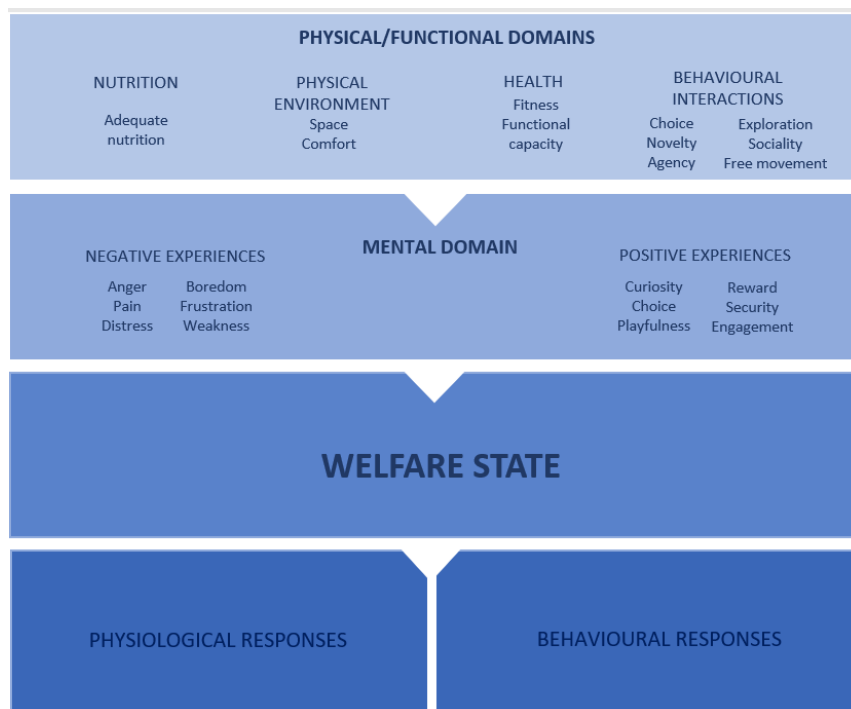 PHYSICAL/FUNCTIONAL DOMAINS
NUTRITION
Adequate
nutrition
PHYSICAL
ENVIRONMENT
Space
Comfort
HEALTH
Fitness
Functional
capacity
BEHAVIOURAL
INTERACTIONS
Choice
Novelty
Agency
Exploration
Sociality
Free movement
MENTAL DOMAIN
NEGATIVE EXPERIENCES
Anger
Pain
Distress
Boredom
Frustration
Weakness
POSITIVE EXPERIENCES
Curiosity
Choice
Playfulness
Reward
Security
Engagement
WELFARE STATE
PHYSIOLOGICAL RESPONSES
BEHAVIOURAL RESPONSES